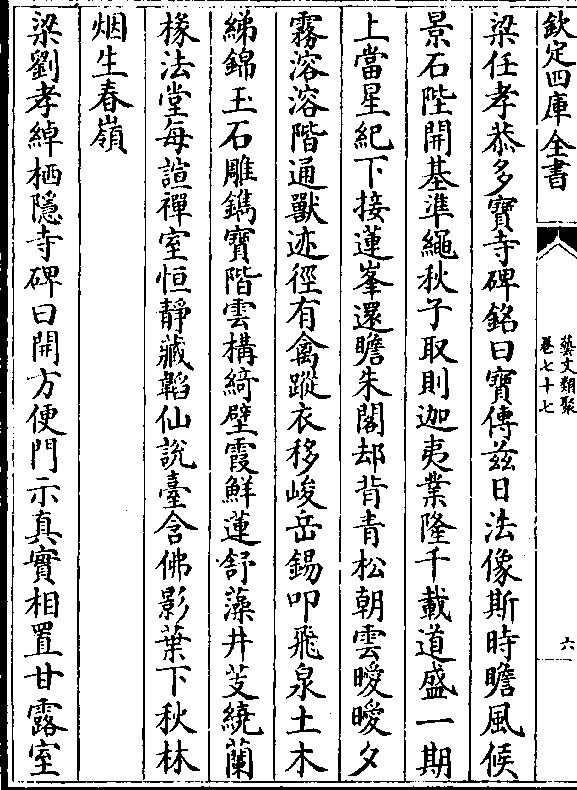 欽定四庫全書
藝文類聚
卷七十七
六
梁任孝恭多寶寺碑銘曰寶傳兹日法像斯時瞻風候
景石陛開基準繩秋子取則迦夷業隆千載道盛一期
上當星紀下接蓮峯還瞻朱閣却背青松朝雲曖曖夕
霧溶溶階通獸迹徑有禽蹤衣移峻岳錫叩飛泉土木
綈錦玉石雕鐫寶階雲構綺壁霞鮮蓮舒藻井芰繞蘭
椽法堂每諠禪室恒靜藏韜仙說臺含佛影葉下秋林
烟生春嶺
梁劉孝綽栖隱寺碑曰開方便門示真實相置甘露室